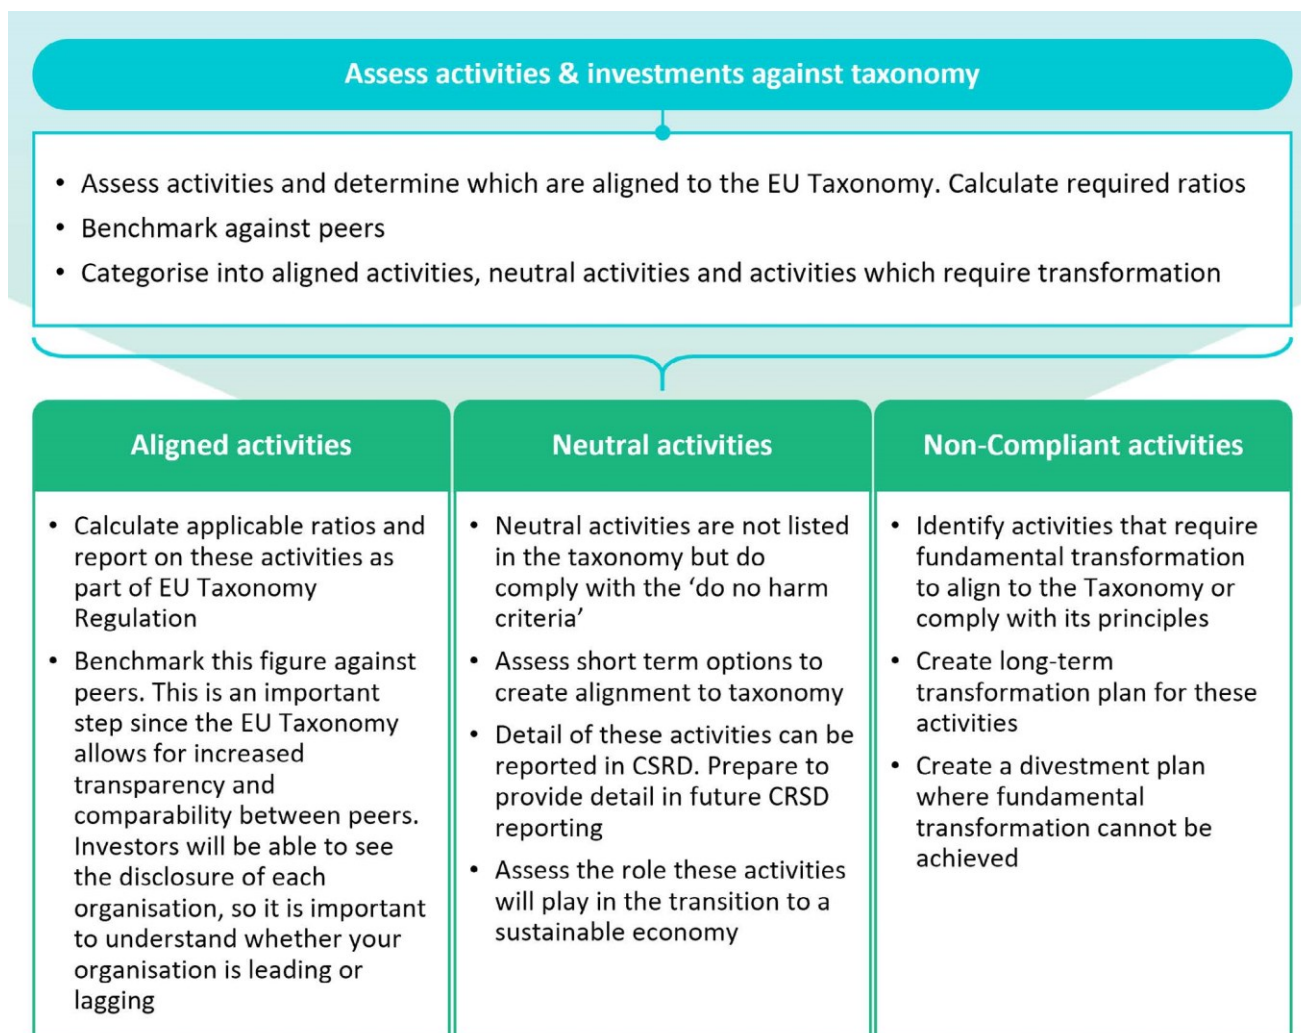 Assess activities & investments against taxonomy
• Assess activities and determine which are aligned to the EU Taxonomy. Calculate required ratios
• Benchmark against peers
• Categorise into aligned activities, neutral activities and activities which require transformation
Aligned activities
• Calculate applicable ratios and
report on these activities as
part of EU Taxonomy
Regulation
• Benchmark this figure against
peers. This is an important
step since the EU Taxonomy
allows for increased
transparency and
comparability between peers.
Investors will be able to see
the disclosure of each
organisation, so it is important
to understand whether your
organisation is leading or
lagging
Neutral activities
• Neutral activities are not listed
in the taxonomy but do
comply with the ‘do no harm
criteria’
• Assess short term options to
create alignment to taxonomy
• Detail of these activities can be
reported in CSRD. Prepare to
provide detail in future CRSD
reporting
• Assess the role these activities
will play in the transition to a
sustainable economy
Non-Compliant activities
• Identify activities that require
fundamental transformation
to align to the Taxonomy or
comply with its principles
• Create long-term
transformation plan for these
activities
• Create a divestment plan
where fundamental
transformation cannot be
achieved